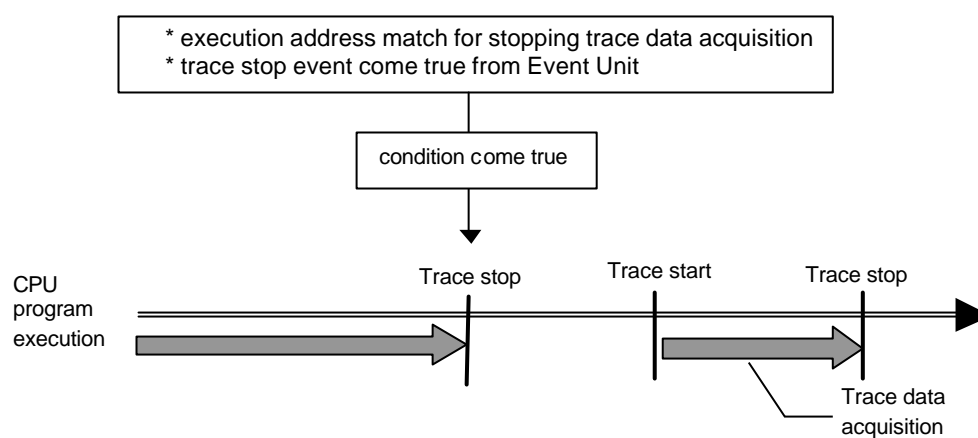 * execution address match for stopping trace data acquisition
* trace stop event come true from Event Unit
condition come true
Trace stop
Trace start
Trace stop
CPU
program
execution
Trace data
acquisition